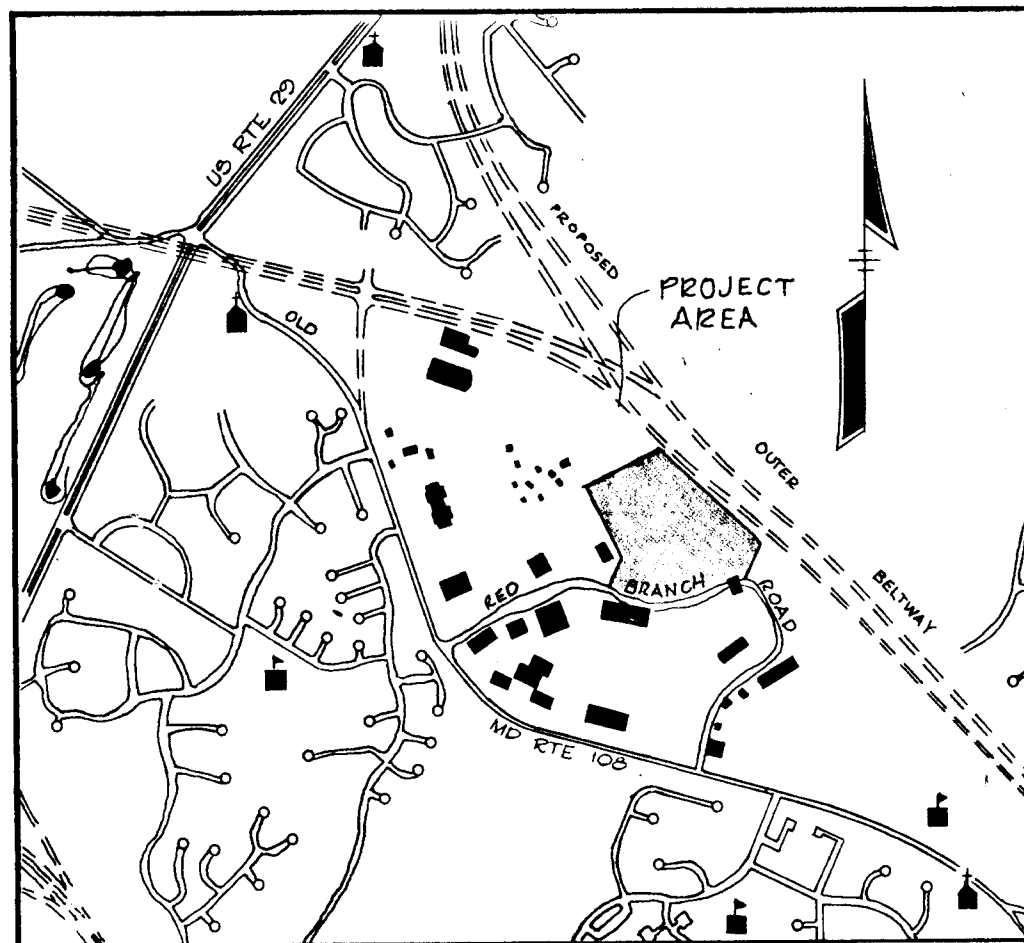 US RTE 29
PROPOSED
PROJECT
AREA
OLD
OUTER
RED
BRANCH
ROAD
BELTWAY
MD RTE 108